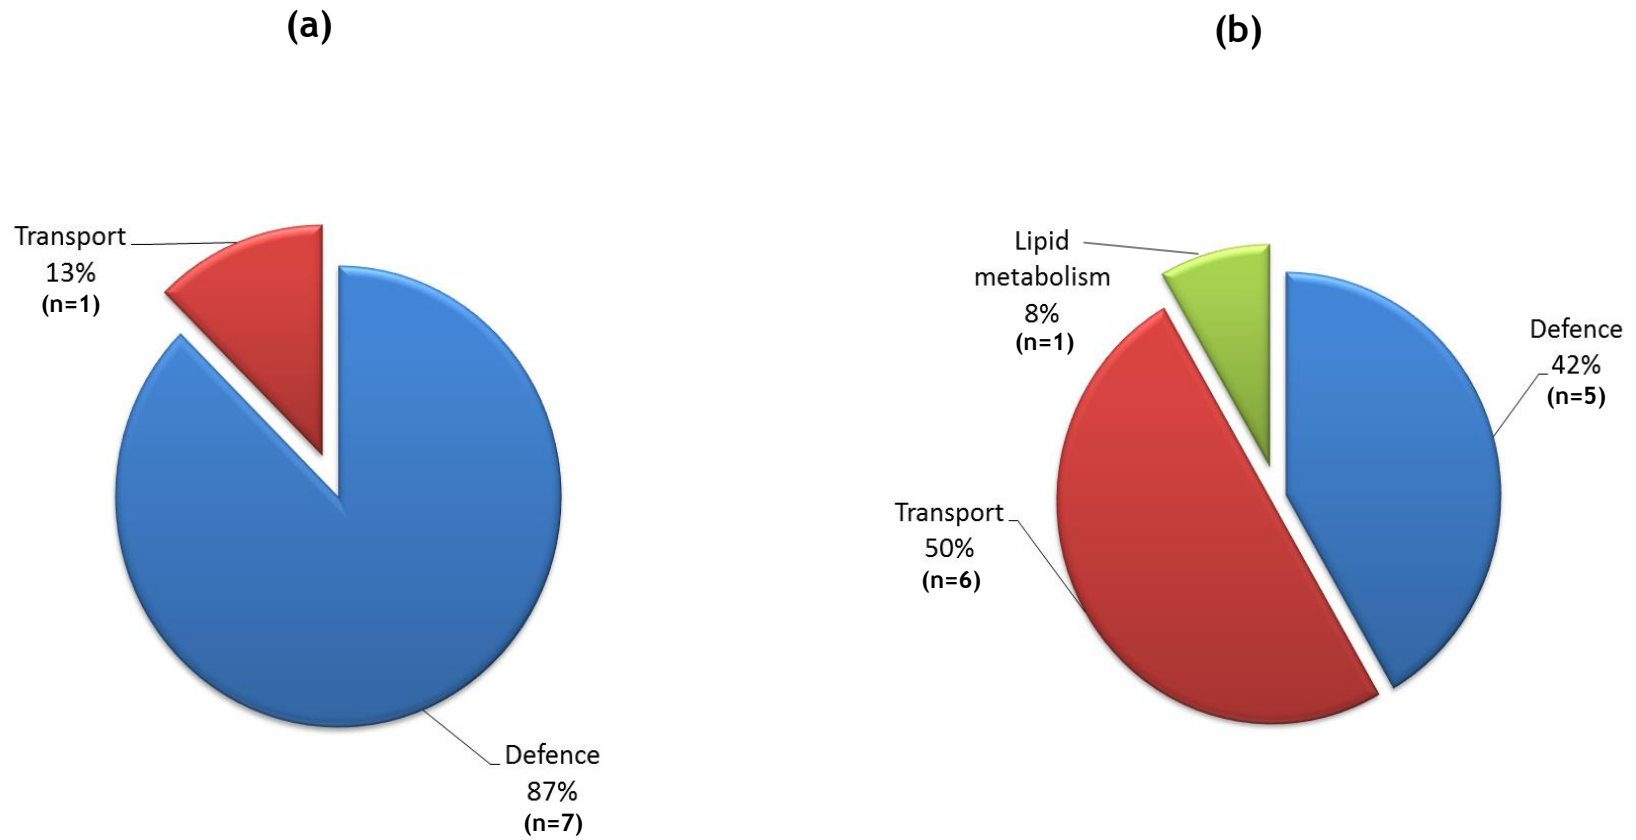 (a)
Transport
13%
(n=1)
Defence
87%
(n=7)
(b)
Lipid
metabolism
8%
(n=1)
Defence
42%
(n=5)
Transport
50%
(n=6)